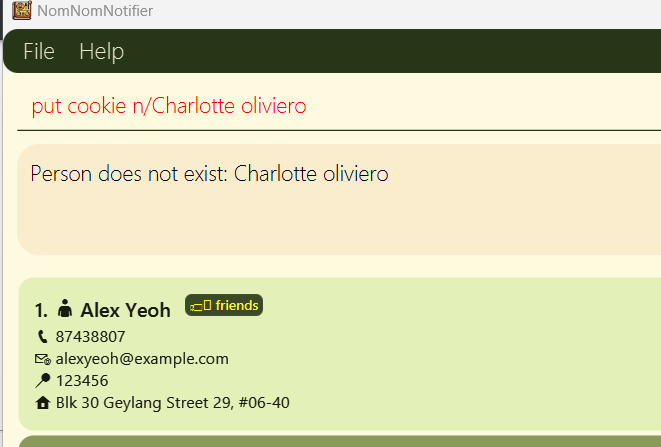 NomNomNotifier
File Help
put cookie n/Charlotte oliviero
Person does not exist: Charlotte oliviero
1. Alex Yeoh friends
87438807
alexyeoh@example.com
123456
Blk 30 Geylang Street 29, #06-40